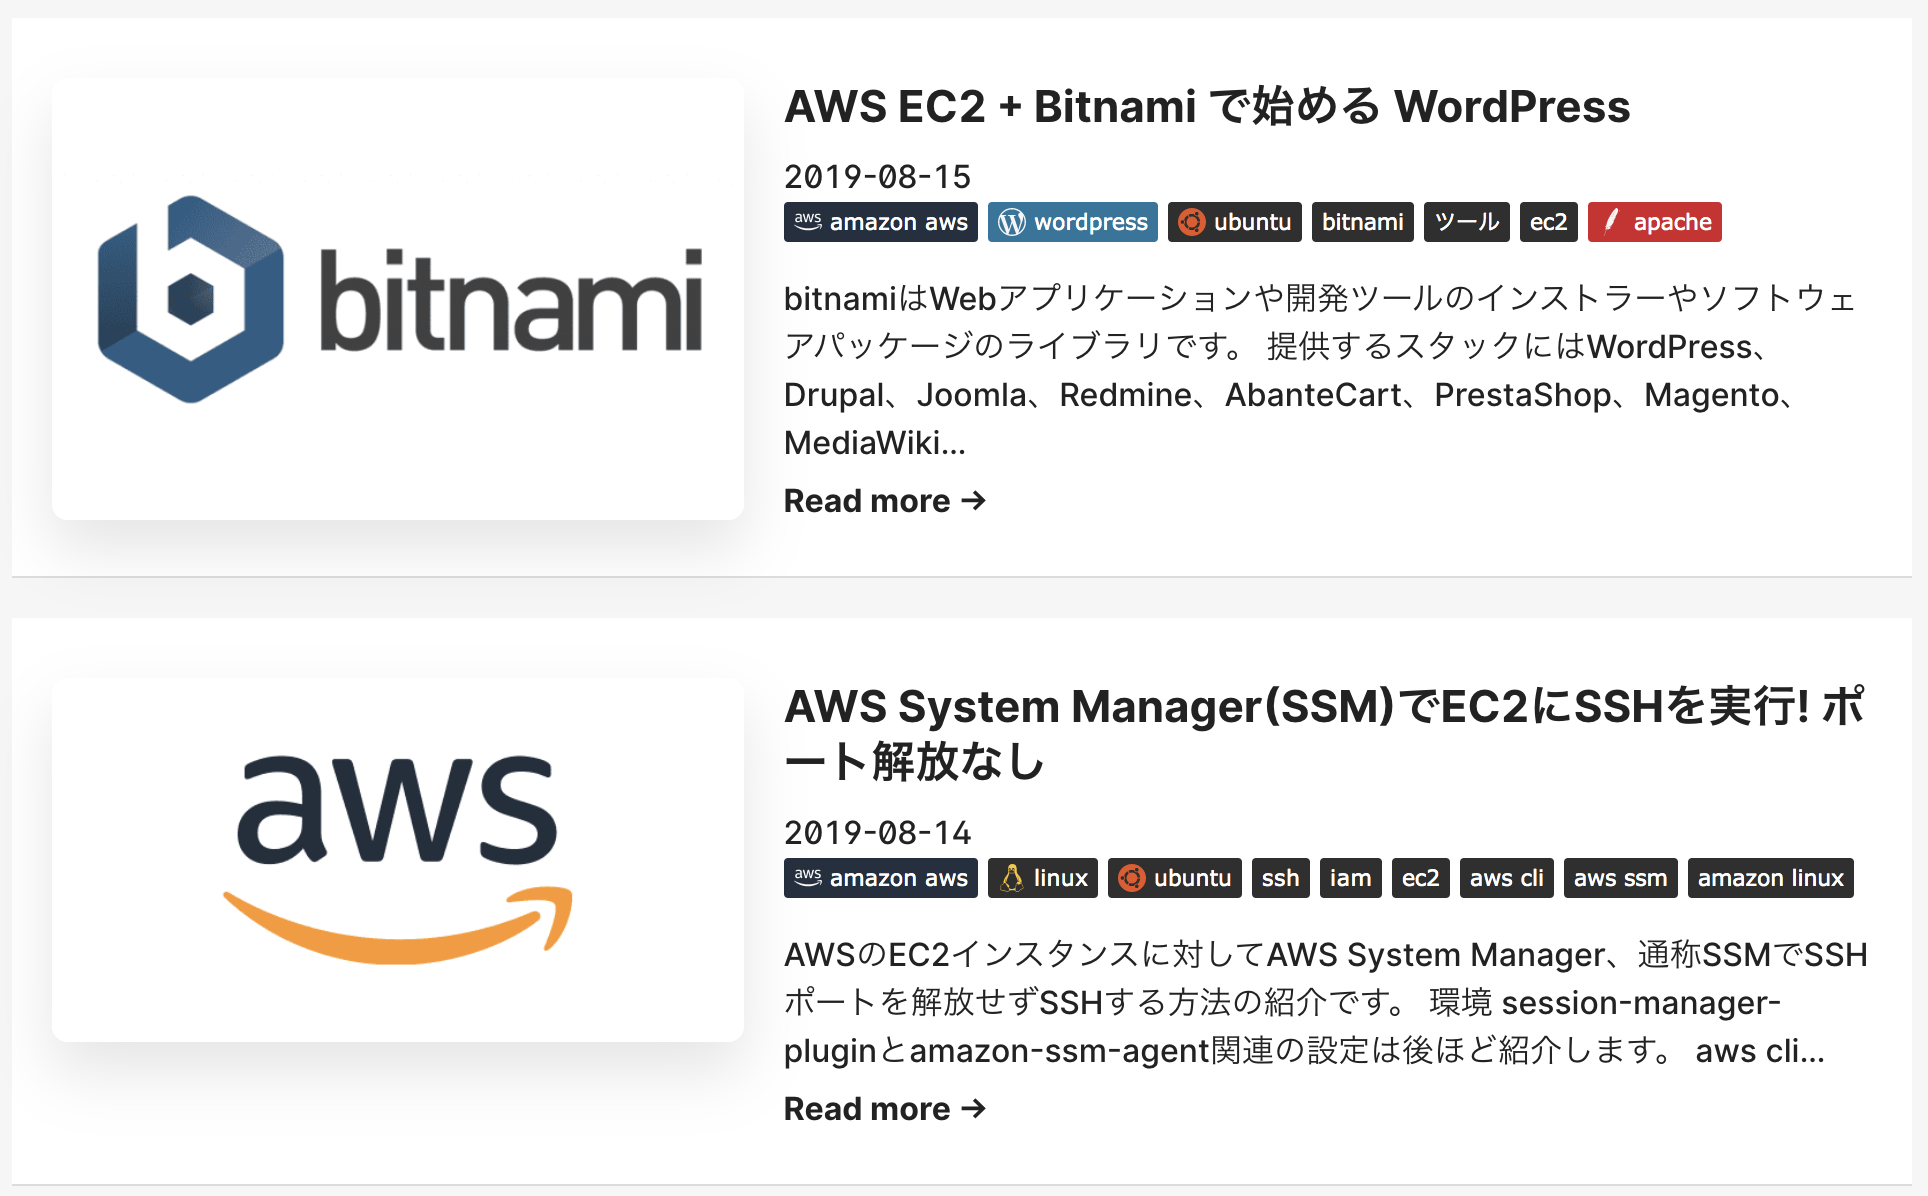 bitnami
AWS EC2 + Bitnami で始める WordPress
2019-08-15
aws amazon aws wordpress ubuntu bitnami ツール ec2 apache
bitnamiはWebアプリケーションや開発ツールのインストラーやソフトウェ
アパッケージのライブラリです。 提供するスタックにはWordPress、
Drupal、Joomla、Redmine、AbanteCart、PrestaShop、Magento、
MediaWiki...
Read more →
aws
AWS System Manager(SSM)でEC2にSSHを実行! ポ
ート解放なし
2019-08-14
aws amazon aws linux ubuntu ssh iam ec2 aws cli aws ssm amazon linux
AWSのEC2インスタンスに対してAWS System Manager、通称SSMでSSH
ポートを解放せずSSHする方法の紹介です。 環境 session-manager-
pluginとamazon-ssm-agent関連の設定は後ほど紹介します。 aws cli...
Read more →